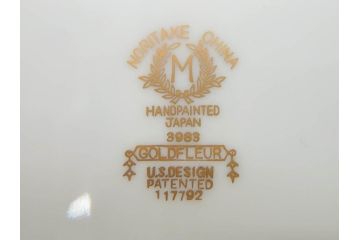 NORITAKE CHINA
M
HANDPAINTED
JAPAN
3983
GOLDFLEUR
U.S.DESIGN
PATENTED
117792